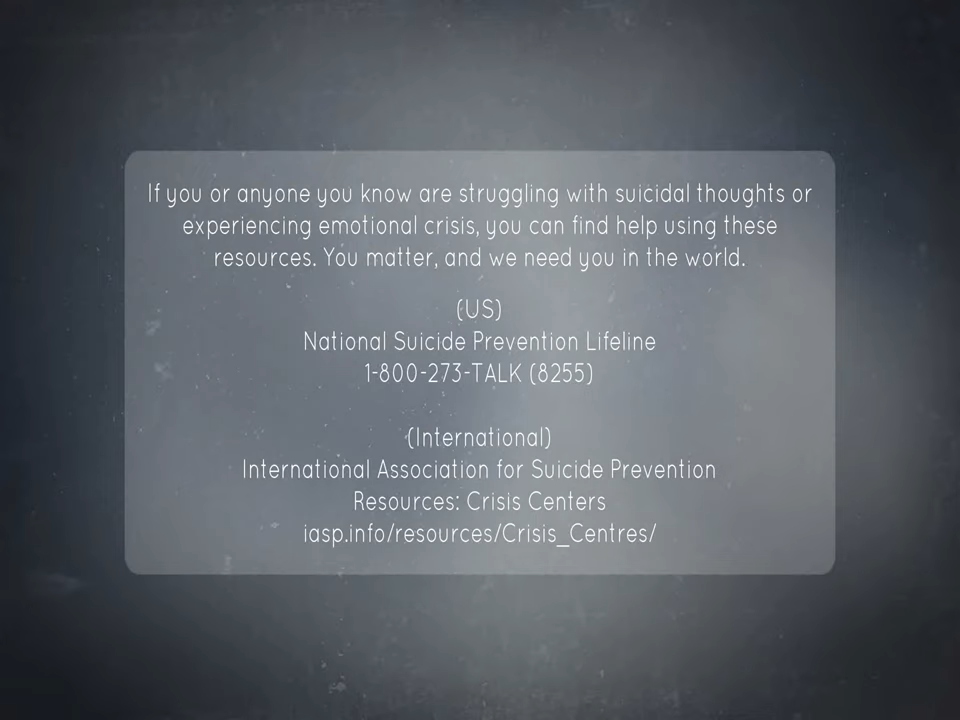 If you or anyone you know are struggling with suicidal thoughts or
experiencing emotional crisis, you can find help using these
resources. You matter, and we need you in the world.
(US)
National Suicide Prevention Lifeline
1-800-273-TALK (8255)
(International)
International Association for Suicide Prevention
Resources: Crisis Centers
iasp.info/resources/Crisis_Centres/